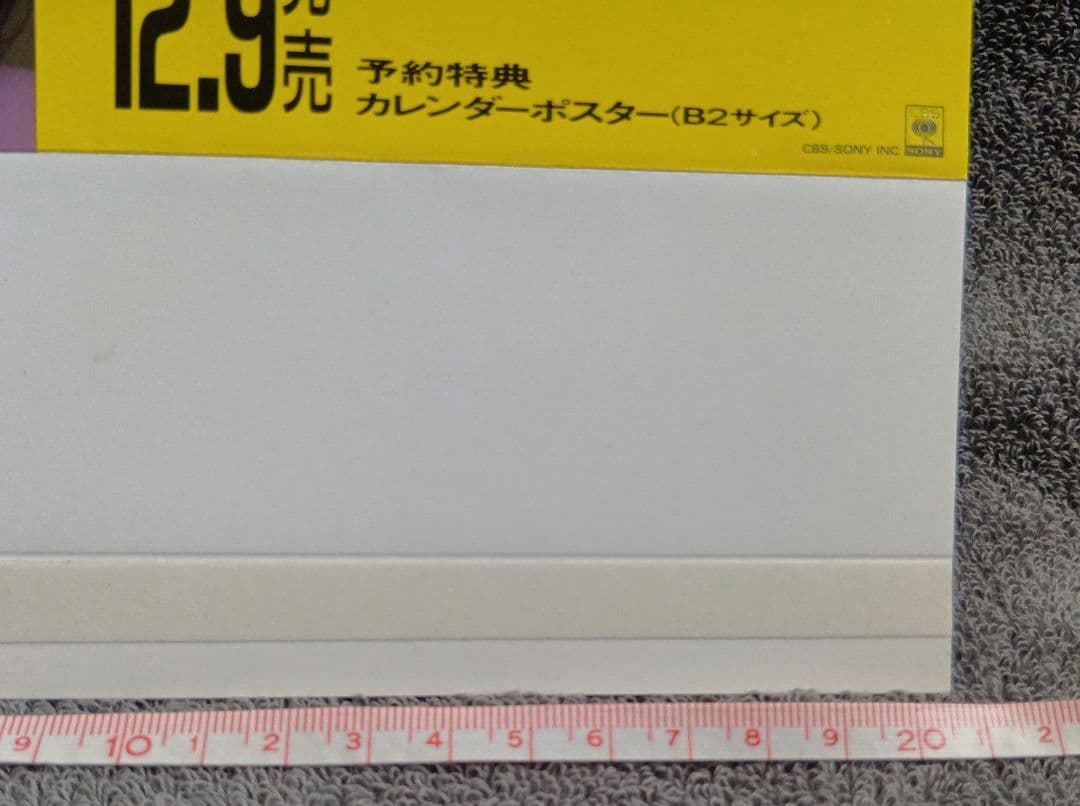 12.9発売
予約特典
カレンダーポスター(B2サイズ)
CBS
CBS/SONY INC.
SONY
9 10 1 2 3 4 5 6 7 8 9 20 1 2